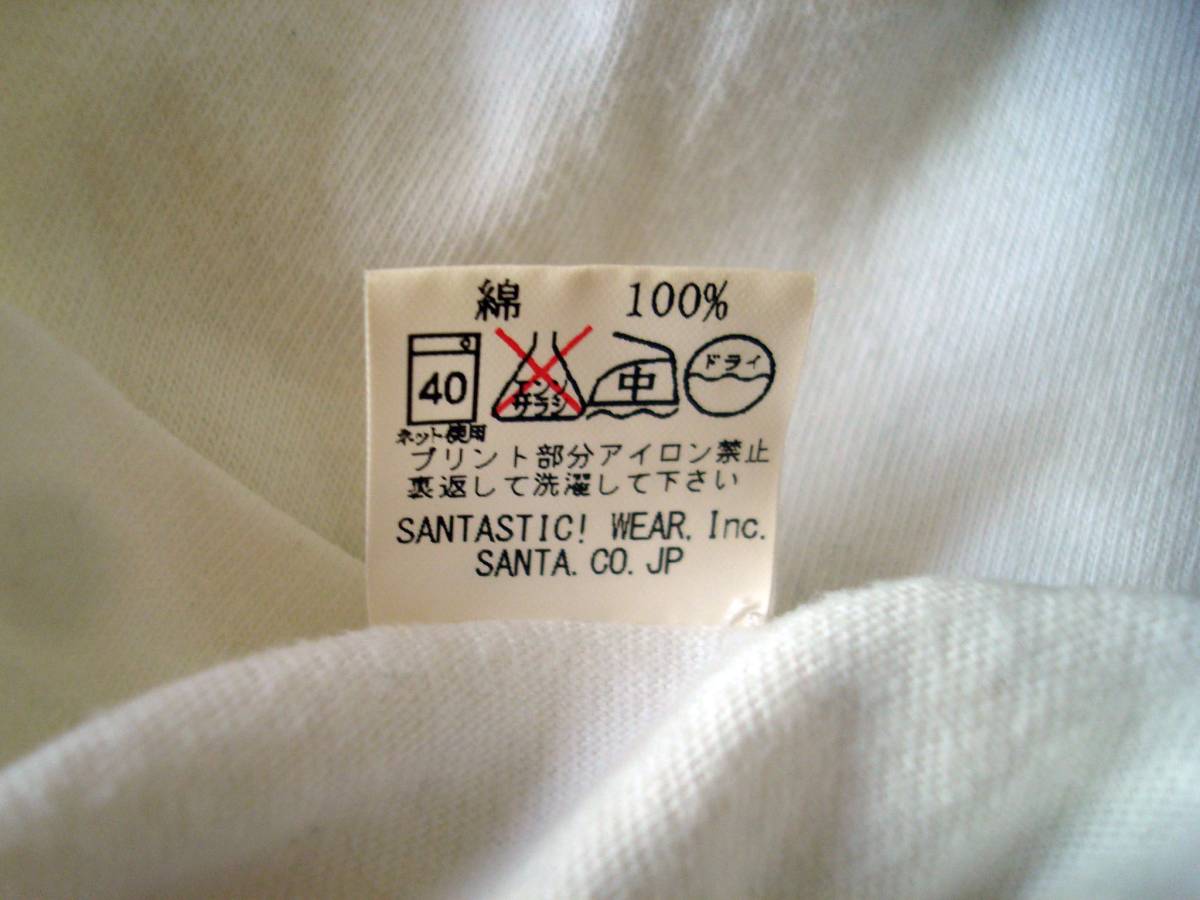 綿 100%
40 エンソサラシ 中 ドライ
ネット使用
プリント部分アイロン禁止
裏返して洗濯して下さい
SANTASTIC! WEAR, Inc.
SANTA.CO.JP